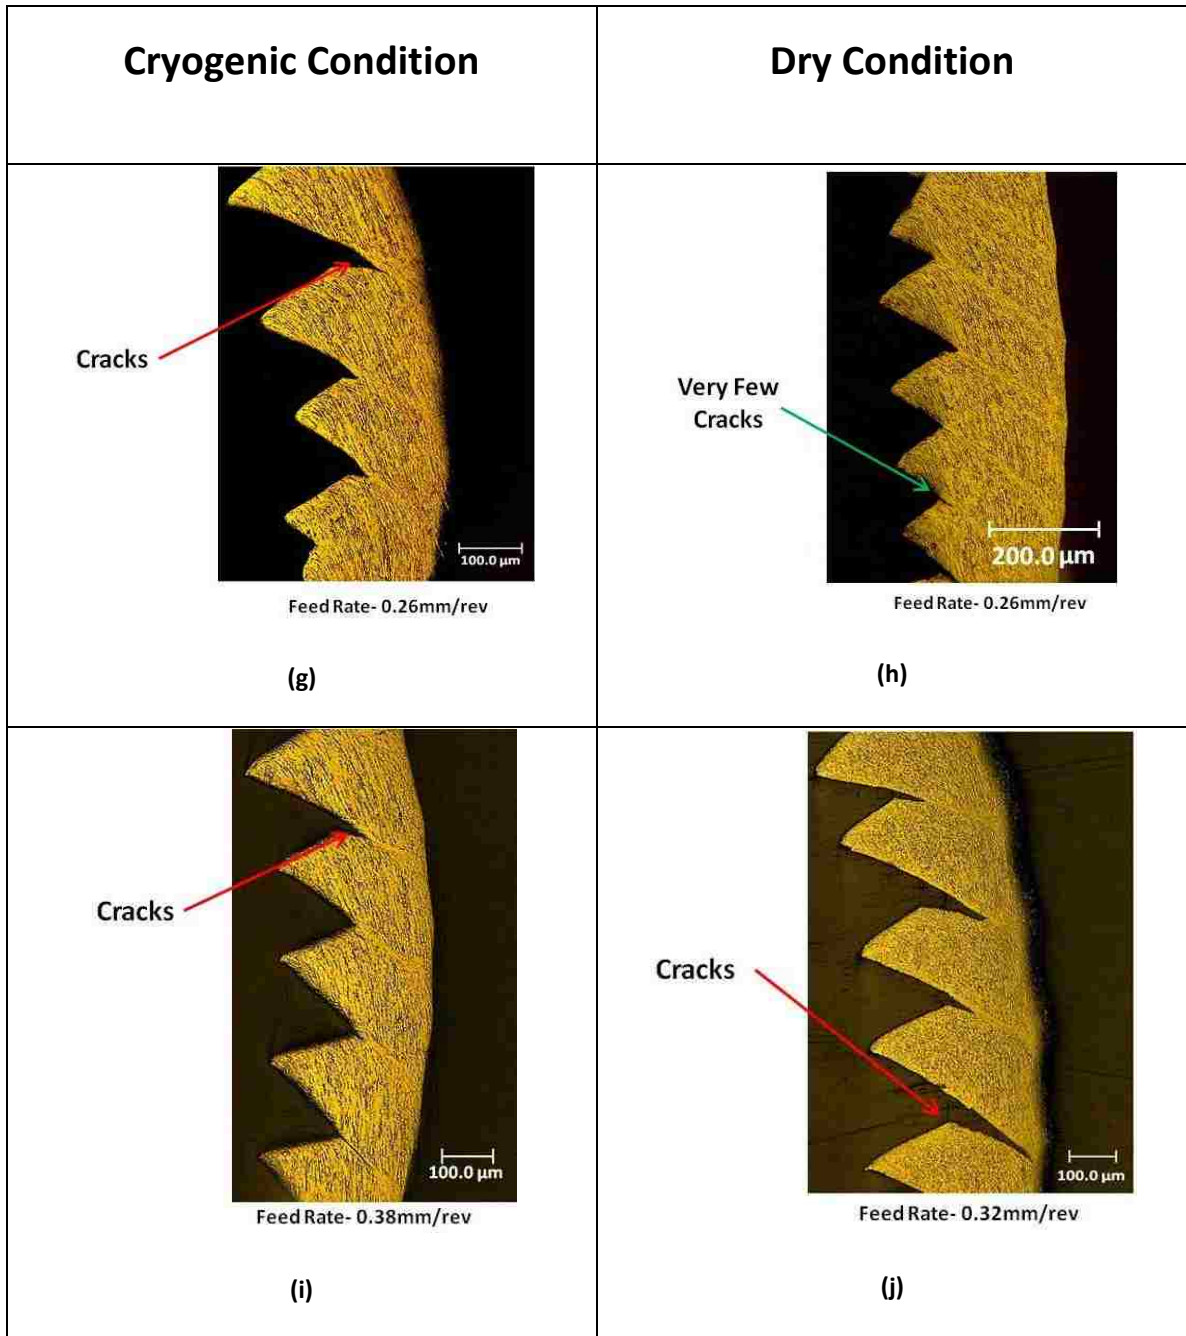 Cryogenic Condition
Dry Condition
Cracks
100.0 µm
Feed Rate- 0.26mm/rev
(g)
Very Few
Cracks
200.0 µm
Feed Rate- 0.26mm/rev
(h)
Cracks
100.0 µm
Feed Rate- 0.38mm/rev
(i)
Cracks
100.0 µm
Feed Rate- 0.32mm/rev
(j)